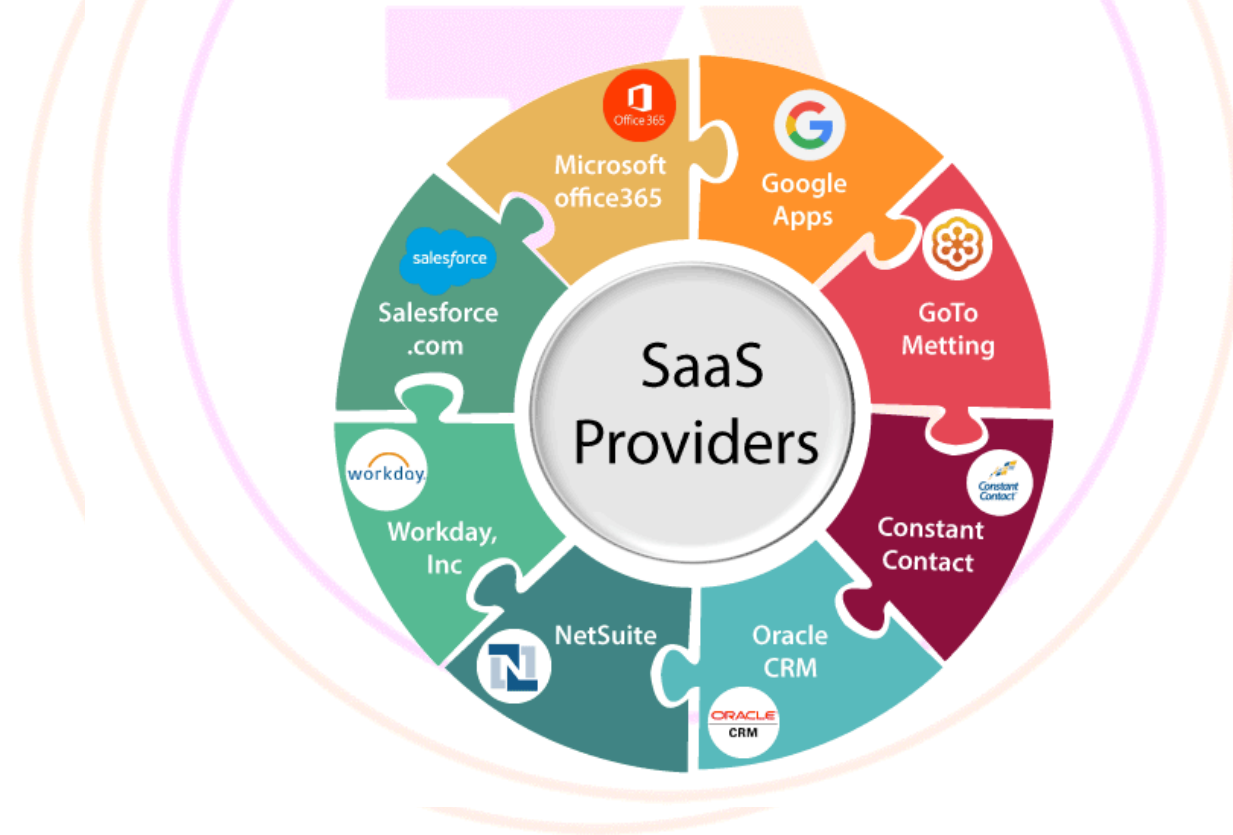 SaaS
Providers
Office 365
Microsoft
office365
G
Google
Apps
GoTo
Metting
Constant
Contact
Constant
Contact
Oracle
CRM
ORACLE
CRM
NetSuite
N
workday.
Workday,
Inc
salesforce
Salesforce
.com